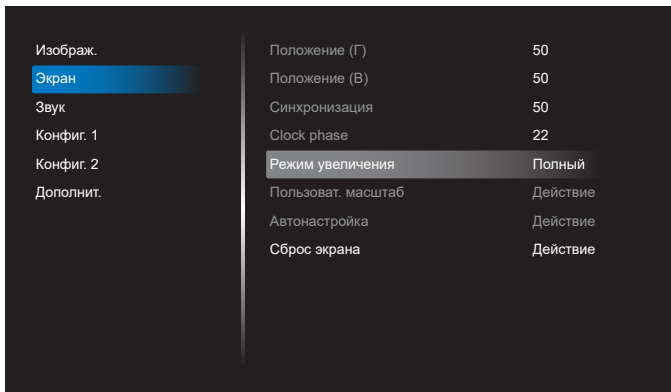 Изображ.
Экран
Звук
Конфиг. 1
Конфиг. 2
Дополнит.
Положение (Г) 50
Положение (В) 50
Синхронизация 50
Clock phase 22
Режим увеличения Полный
Пользоват. масштаб Действие
Автонастройка Действие
Сброс экрана Действие